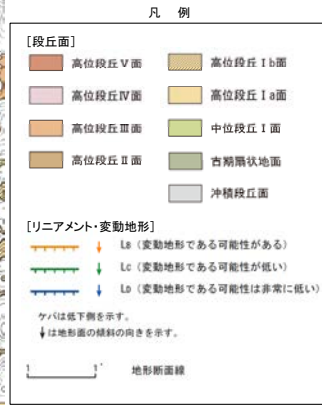 凡 例
[段丘面]
高位段丘Ⅴ面
高位段丘Ⅳ面
高位段丘Ⅲ面
高位段丘Ⅱ面
高位段丘Ⅰb面
高位段丘Ⅰa面
中位段丘Ⅰ面
古期扇状地面
沖積段丘面
[リニアメント・変動地形]
LB (変動地形である可能性がある)
LC (変動地形である可能性が低い)
LD (変動地形である可能性は非常に低い)
ケバは低下側を示す。
↓は地形面の傾斜の向きを示す。
地形断面線